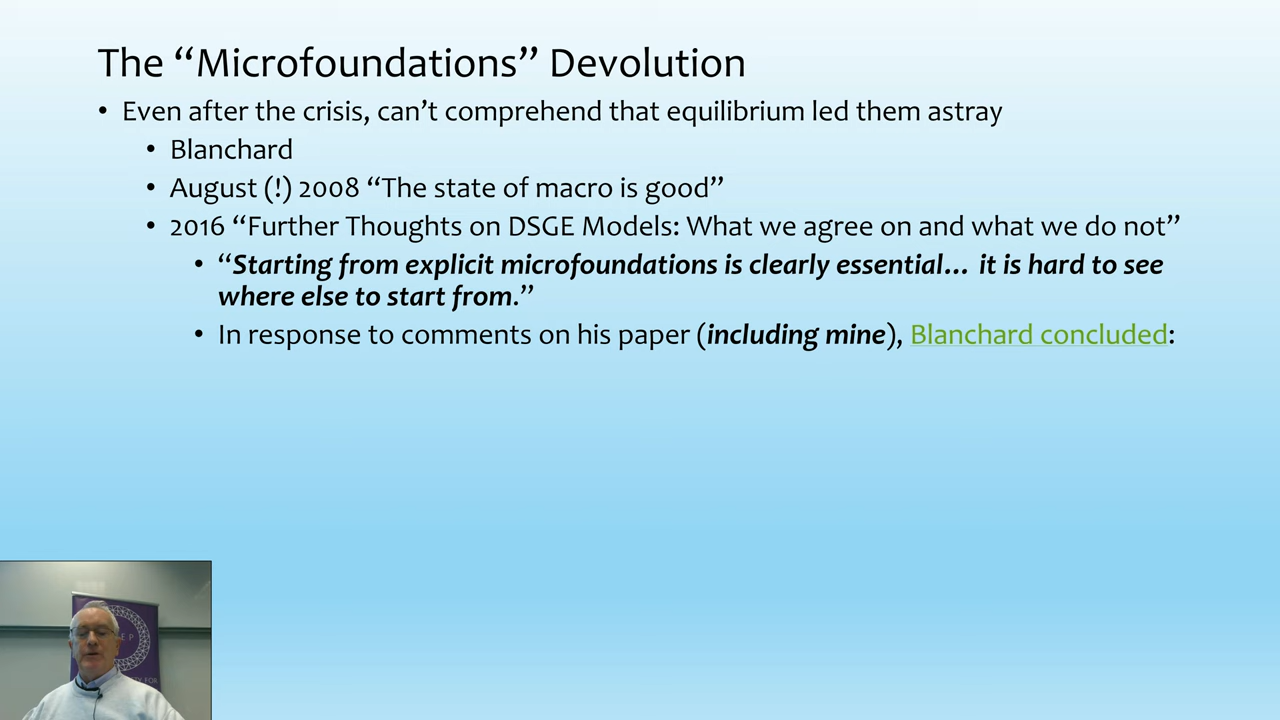 The “Microfoundations” Devolution
• Even after the crisis, can’t comprehend that equilibrium led them astray
• Blanchard
• August (!) 2008 “The state of macro is good”
• 2016 “Further Thoughts on DSGE Models: What we agree on and what we do not”
• “Starting from explicit microfoundations is clearly essential… it is hard to see
where else to start from.”
• In response to comments on his paper (including mine), Blanchard concluded: